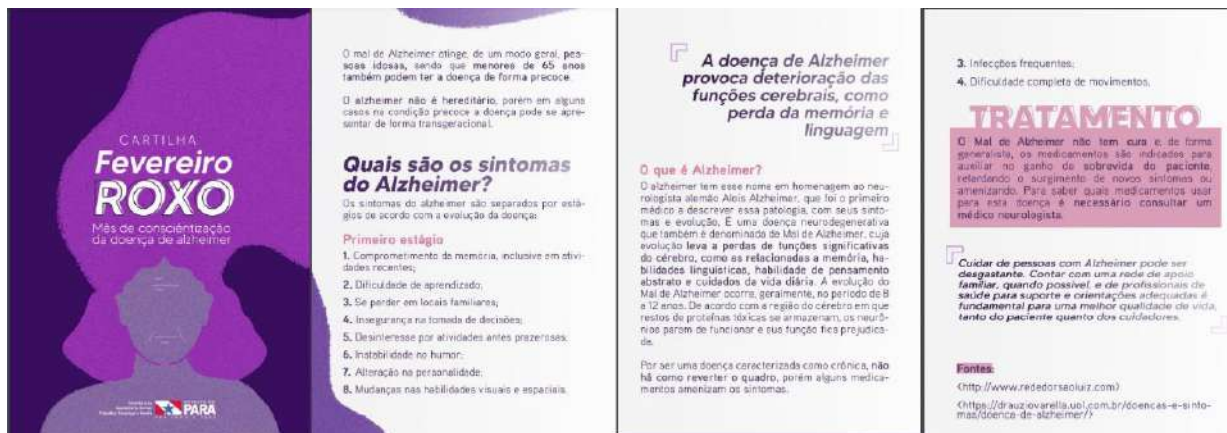 CARTILHA
Fevereiro
ROXO
Mês de conscientização
da doença de alzheimer
PARÁ
O mal de Alzheimer atinge, de um modo geral, pes-
soas idosas, sendo que menores de 65 anos
também podem ter a doença de forma precoce.
O alzheimer não é hereditário, porém em alguns
casos na condição precoce a doença pode se apre-
sentar de forma transgeracional.
Quais são os sintomas
do Alzheimer?
Os sintomas do alzheimer são separados por está-
gios de acordo com a evolução da doença:
Primeiro estágio
1. Comprometimento da memória, inclusive em ativi-
dades recentes;
2. Dificuldade de aprendizado;
3. Se perder em locais familiares;
4. Insegurança na tomada de decisões;
5. Desinteresse por atividades antes prazerosas;
6. Instabilidade no humor;
7. Alteração na personalidade;
8. Mudanças nas habilidades visuais e espaciais.
A doença de Alzheimer
provoca deterioração das
funções cerebrais, como
perda da memória e
linguagem
O que é Alzheimer?
O alzheimer tem esse nome em homenagem ao neu-
rologista alemão Alois Alzheimer, que foi o primeiro
médico a descrever essa patologia, com seus sinto-
mas e evolução. É uma doença neurodegenerativa
que também é denominada de Mal de Alzheimer, cuja
evolução leva a perdas de funções significativas
do cérebro, como as relacionadas a memória, ha-
bilidades linguísticas, habilidade de pensamento
abstrato e cuidados da vida diária. A evolução do
Mal de Alzheimer ocorre, geralmente, no período de 8
a 12 anos. De acordo com a região do cérebro em que
restos de proteínas tóxicas se armazenam, os neurô-
nios param de funcionar e sua função fica prejudica-
da.
Por ser uma doença caracterizada como crônica, não
há como reverter o quadro, porém alguns medica-
mentos amenizam os sintomas.
3. Infecções frequentes;
4. Dificuldade completa de movimentos.
TRATAMENTO
O Mal de Alzheimer não tem cura e, de forma
generalista, os medicamentos são indicados para
auxiliar no ganho de sobrevida do paciente,
retardando o surgimento de novos sintomas ou
amenizando. Para saber quais medicamentos usar
para esta doença é necessário consultar um
médico neurologista.
Cuidar de pessoas com Alzheimer pode ser
desgastante. Contar com uma rede de apoio
familiar, quando possível, e de profissionais de
saúde para suporte e orientações adequadas é
fundamental para uma melhor qualidade de vida,
tanto do paciente quanto dos cuidadores.
Fontes:
<http://www.rededorsaoluiz.com>
<https://drauziovarella.uol.com.br/doencas-e-sinto-
mas/doenca-de-alzheimer/>